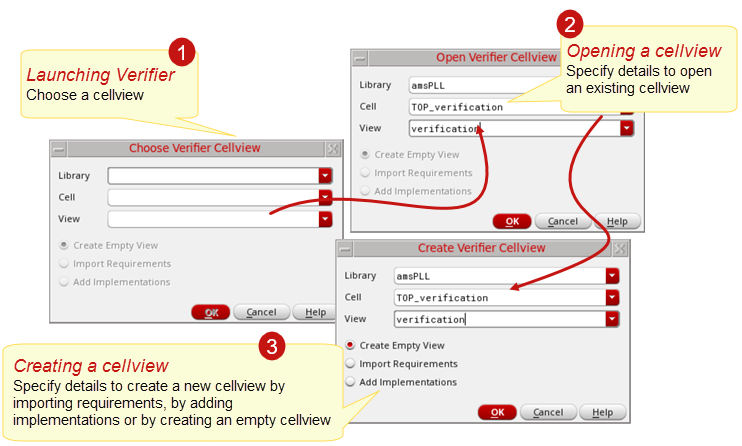 1
Launching Verifier
Choose a cellview
2
Opening a cellview
Specify details to open
an existing cellview
Open Verifier Cellview
Library amsPLL
Cell TOP_verification
View verification
Create Empty View
Import Requirements
Add Implementations
OK Cancel Help
Choose Verifier Cellview
Library
Cell
View
Create Empty View
Import Requirements
Add Implementations
OK Cancel Help
Create Verifier Cellview
Library amsPLL
Cell TOP_verification
View verification
Create Empty View
Import Requirements
Add Implementations
OK Cancel Help
3
Creating a cellview
Specify details to create a new cellview by
importing requirements, by adding
implementations or by creating an empty cellview